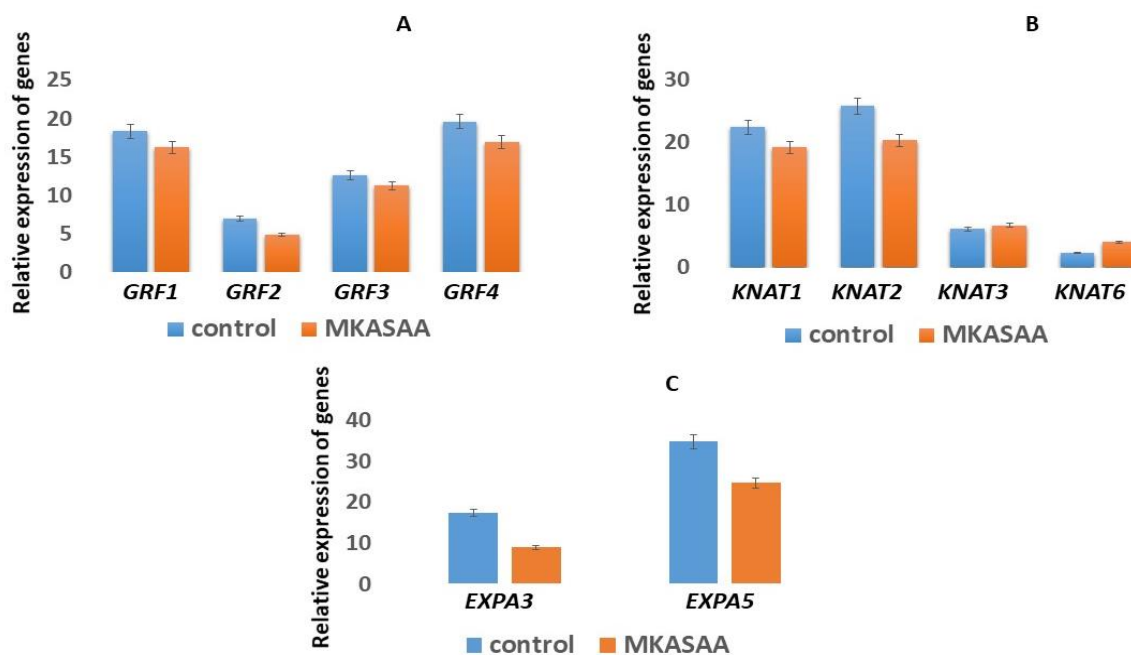 A
Relative expression of genes
25
20
15
10
5
0
GRF1 GRF2 GRF3 GRF4
control MKASAA
B
Relative expression of genes
30
20
10
0
KNAT1 KNAT2 KNAT3 KNAT6
control MKASAA
C
Relative expression of genes
40
30
20
10
0
EXPA3 EXPA5
control MKASAA